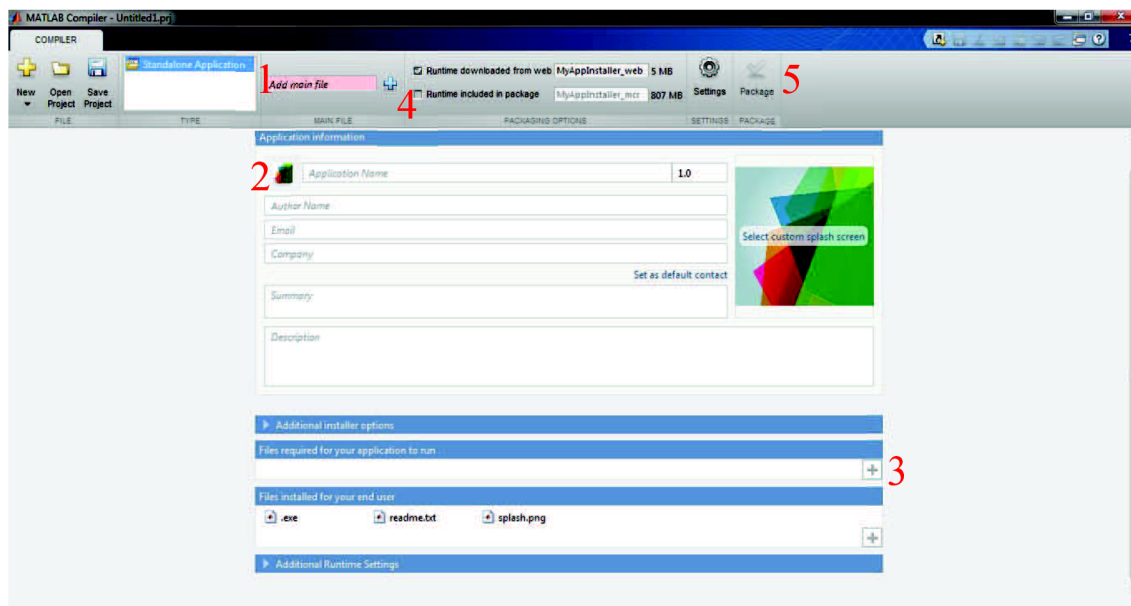 MATLAB Compiler - Untitled1.prj
COMPILER
New
Open Project
Save Project
FILE
Standalone Application
TYPE
1
Add main file
MAIN FILE
4
Runtime downloaded from web MyAppInstaller_web 5 MB
Runtime included in package MyAppInstaller_mcr 807 MB
PACKAGING OPTIONS
Settings
SETTINGS
Package
PACKAGE
5
Application information
2
Application Name 1.0
Author Name
Email
Company
Set as default contact
Select custom splash screen
Summary
Description
Additional installer options
Files required for your application to run
3
Files installed for your end user
.exe readme.txt splash.png
Additional Runtime Settings